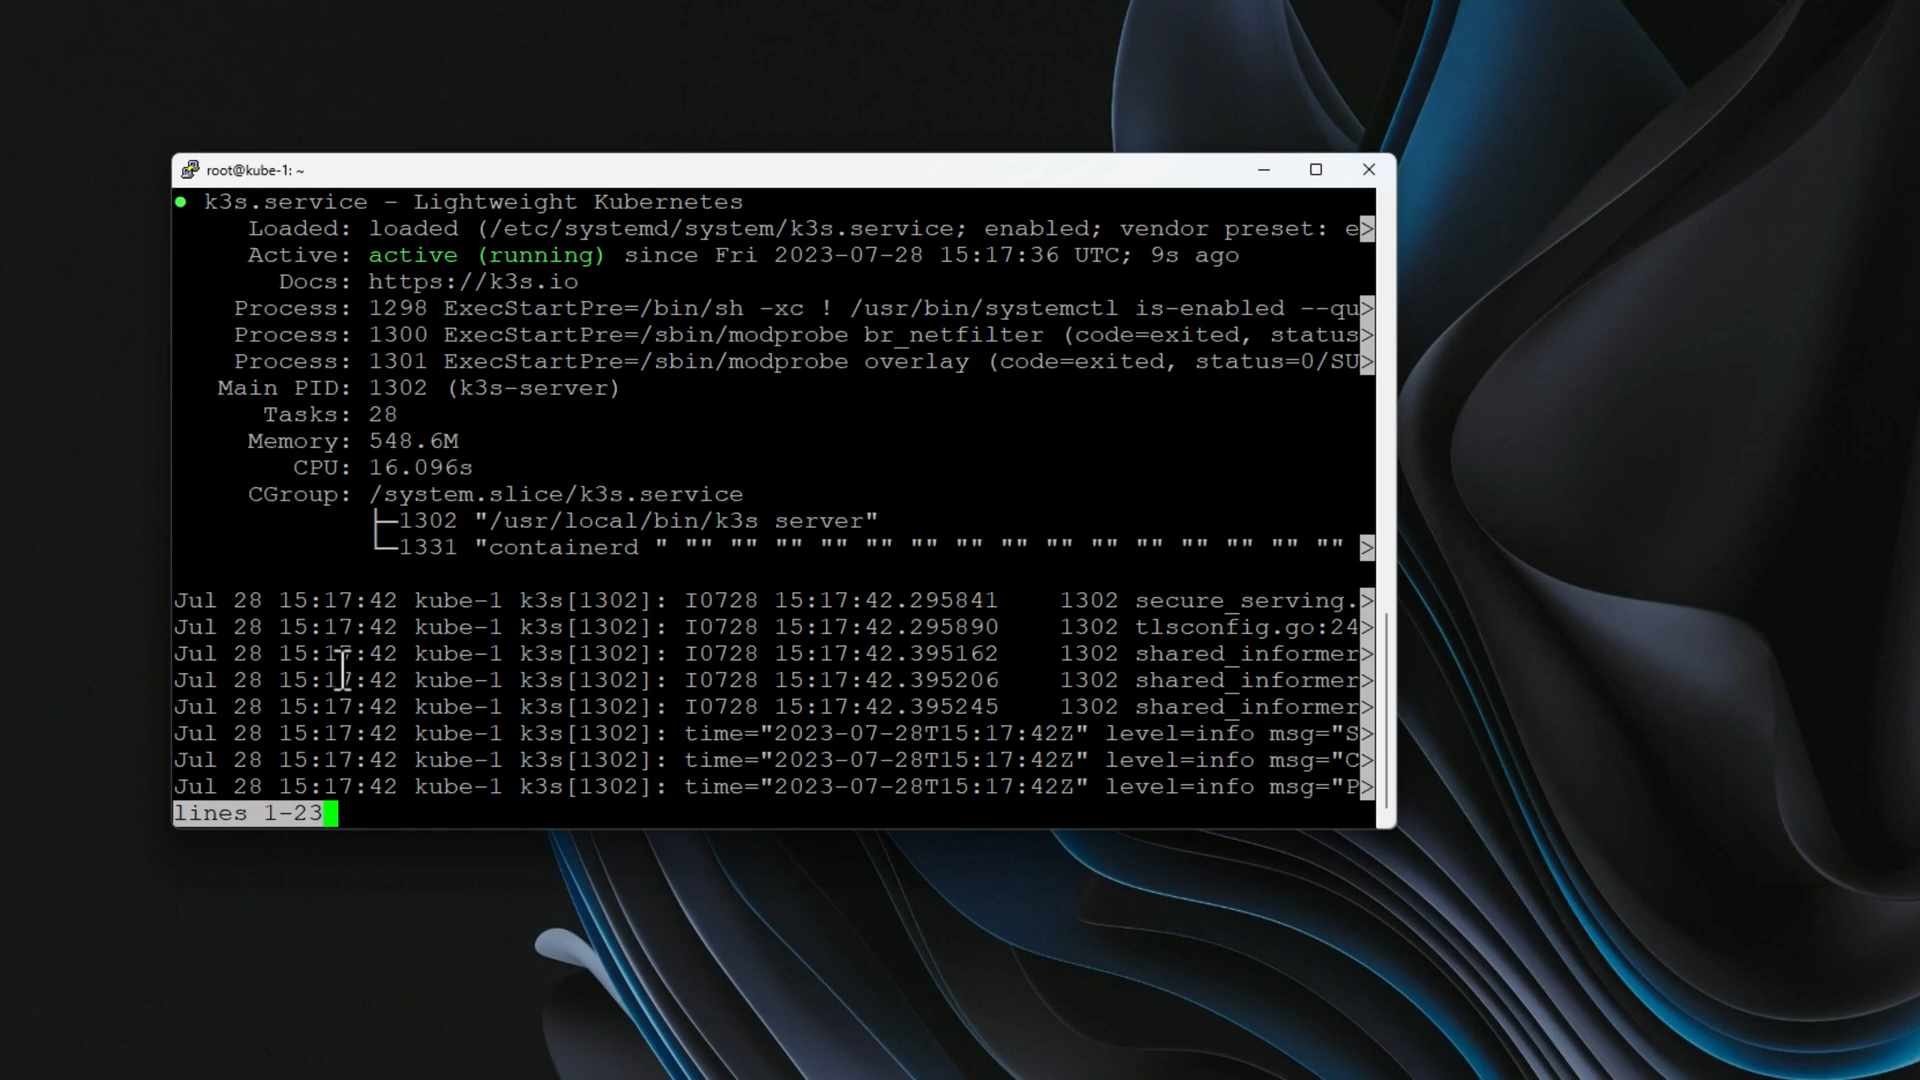 root@kube-1: ~
● k3s.service - Lightweight Kubernetes
Loaded: loaded (/etc/systemd/system/k3s.service; enabled; vendor preset: e>
Active: active (running) since Fri 2023-07-28 15:17:36 UTC; 9s ago
Docs: https://k3s.io
Process: 1298 ExecStartPre=/bin/sh -xc ! /usr/bin/systemctl is-enabled --qu>
Process: 1300 ExecStartPre=/sbin/modprobe br_netfilter (code=exited, status>
Process: 1301 ExecStartPre=/sbin/modprobe overlay (code=exited, status=0/SU>
Main PID: 1302 (k3s-server)
Tasks: 28
Memory: 548.6M
CPU: 16.096s
CGroup: /system.slice/k3s.service
├─1302 "/usr/local/bin/k3s server"
└─1331 "containerd " "" "" "" "" "" "" "" "" "" "" "" "" "" "" "" >
Jul 28 15:17:42 kube-1 k3s[1302]: I0728 15:17:42.295841 1302 secure_serving.>
Jul 28 15:17:42 kube-1 k3s[1302]: I0728 15:17:42.295890 1302 tlsconfig.go:24>
Jul 28 15:17:42 kube-1 k3s[1302]: I0728 15:17:42.395162 1302 shared_informer>
Jul 28 15:17:42 kube-1 k3s[1302]: I0728 15:17:42.395206 1302 shared_informer>
Jul 28 15:17:42 kube-1 k3s[1302]: I0728 15:17:42.395245 1302 shared_informer>
Jul 28 15:17:42 kube-1 k3s[1302]: time="2023-07-28T15:17:42Z" level=info msg="S>
Jul 28 15:17:42 kube-1 k3s[1302]: time="2023-07-28T15:17:42Z" level=info msg="C>
Jul 28 15:17:42 kube-1 k3s[1302]: time="2023-07-28T15:17:42Z" level=info msg="P>
lines 1-23